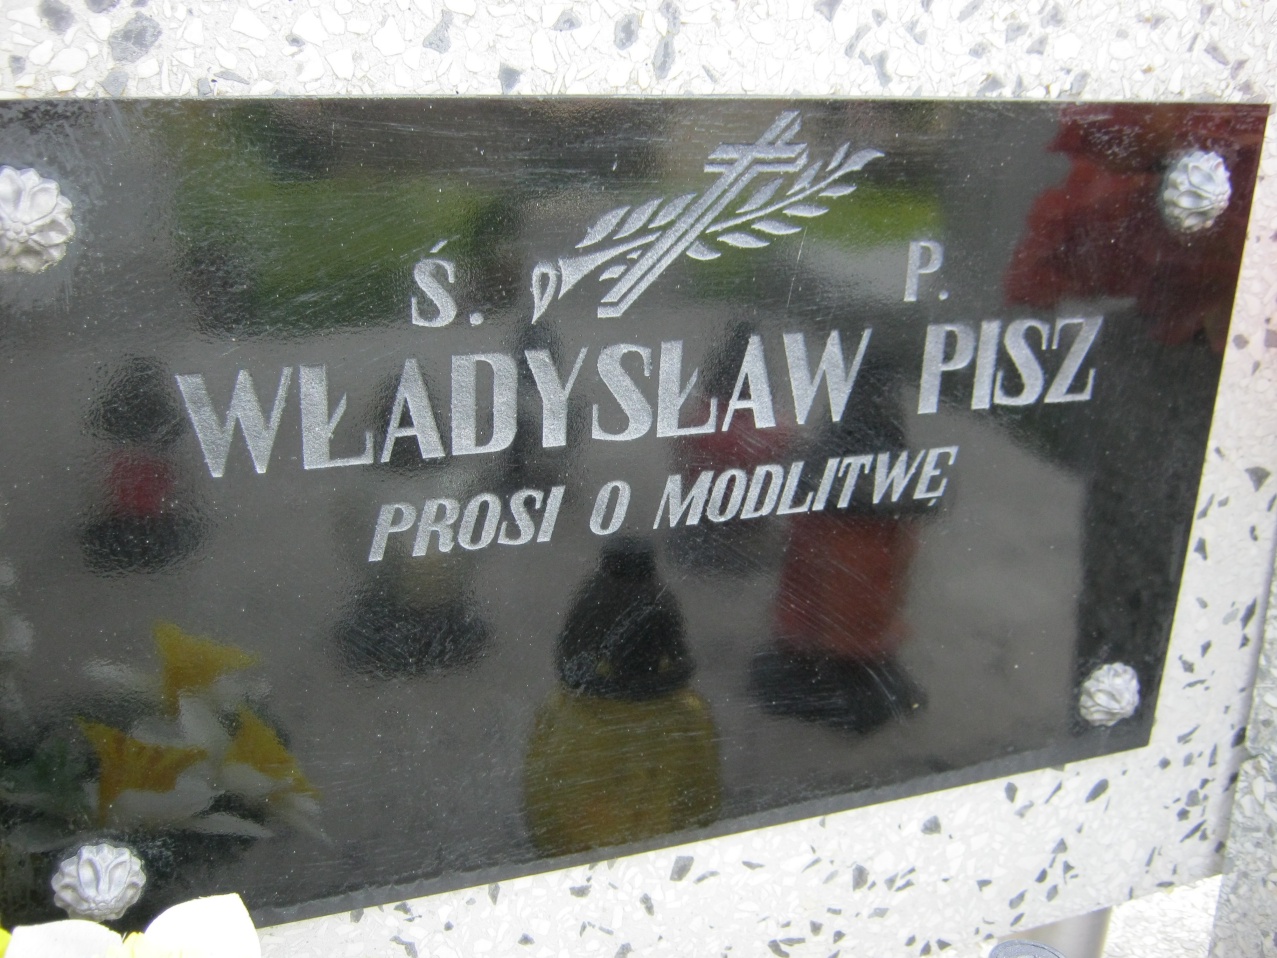 Ś. P.
WŁADYSŁAW PISZ
PROSI O MODLITWĘ